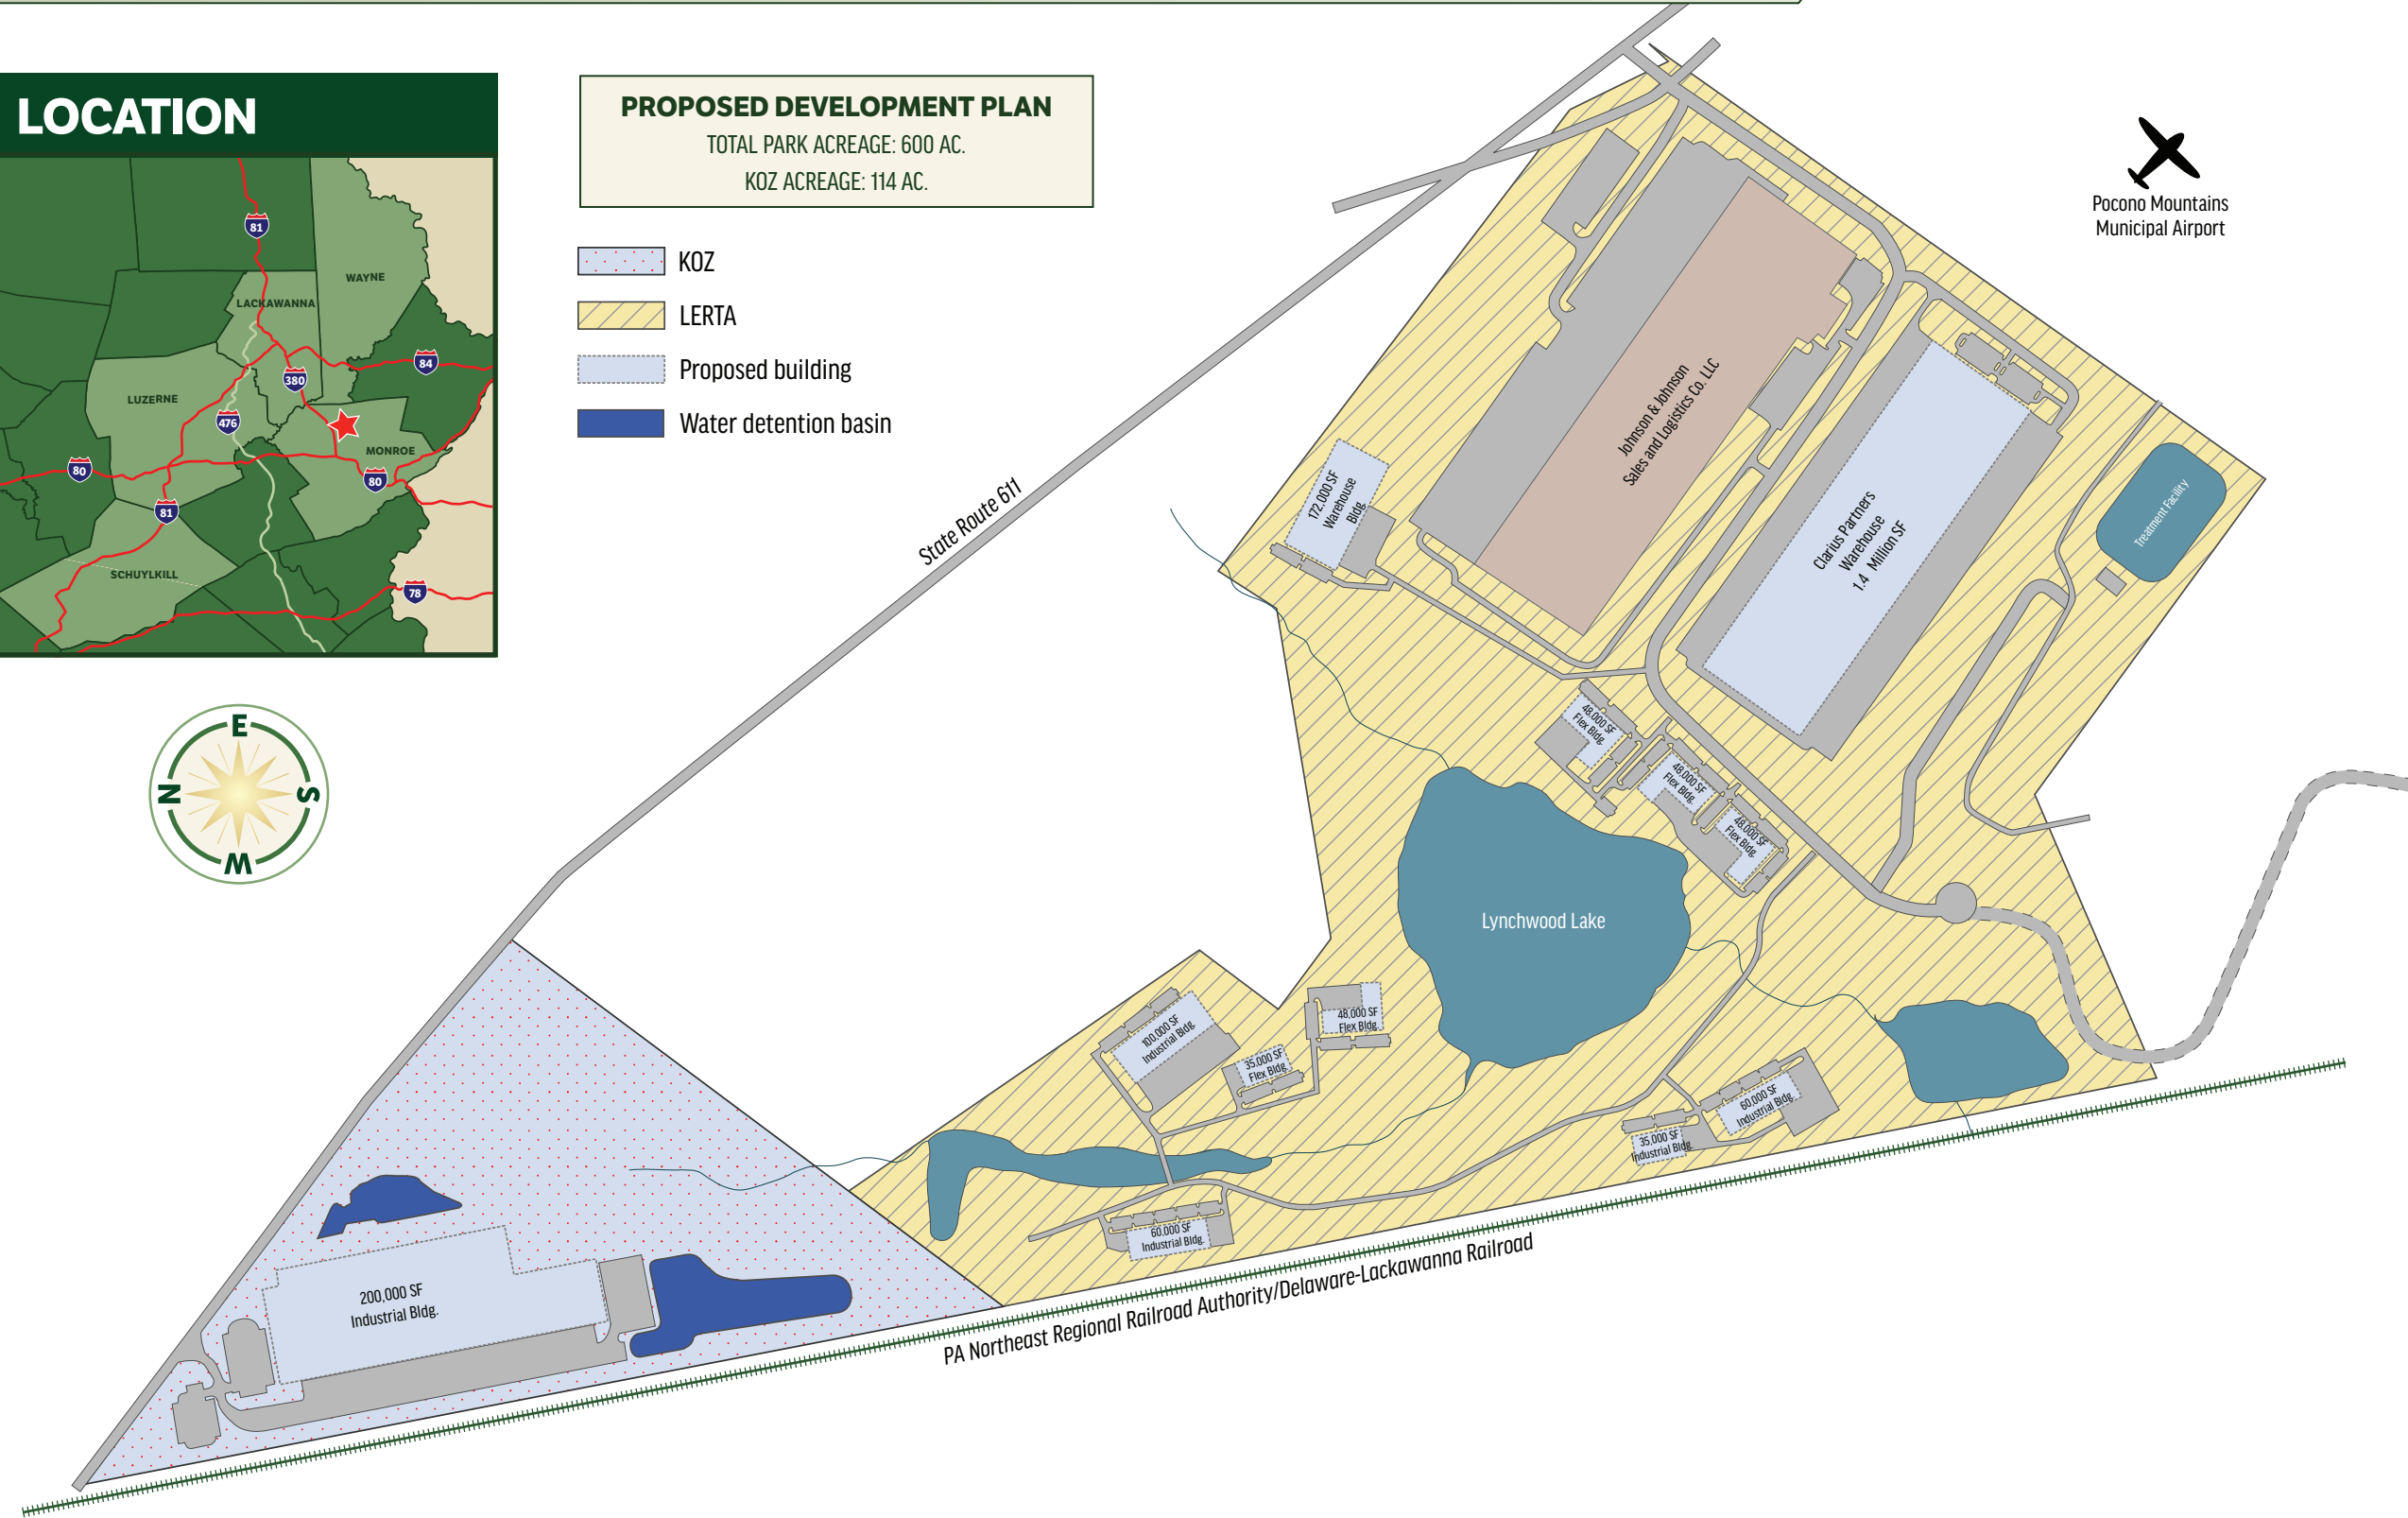 LOCATION
81
WAYNE
LACKAWANNA
84
380
LUZERNE
476
MONROE
80
80
81
SCHUYLKILL
78
E
N
S
W
PROPOSED DEVELOPMENT PLAN
TOTAL PARK ACREAGE: 600 AC.
KOZ ACREAGE: 114 AC.
KOZ
LERTA
Proposed building
Water detention basin
Pocono Mountains
Municipal Airport
State Route 611
Johnson & Johnson
Sales and Logistics Co. LLC
172,000 SF
Warehouse
Bldg.
Clarius Partners
Warehouse
1.4 Million SF
Treatment Facility
48,000 SF
Flex Bldg.
48,000 SF
Flex Bldg.
48,000 SF
Flex Bldg.
Lynchwood Lake
100,000 SF
Industrial Bldg.
48,000 SF
Flex Bldg.
35,000 SF
Flex Bldg.
60,000 SF
Industrial Bldg.
35,000 SF
Industrial Bldg.
60,000 SF
Industrial Bldg.
200,000 SF
Industrial Bldg.
PA Northeast Regional Railroad Authority/Delaware-Lackawanna Railroad